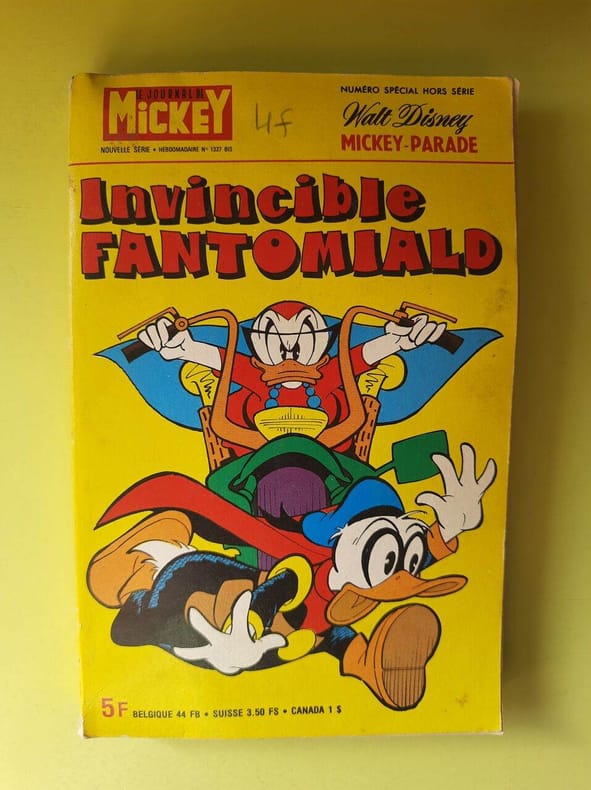 LE JOURNAL DE
MICKEY
NOUVELLE SÉRIE • HEBDOMADAIRE N° 1327 BIS
4f
NUMÉRO SPÉCIAL HORS SÉRIE
Walt Disney
MICKEY-PARADE
Invincible
FANTOMIALD
5F BELGIQUE 44 FB • SUISSE 3.50 FS • CANADA 1 $